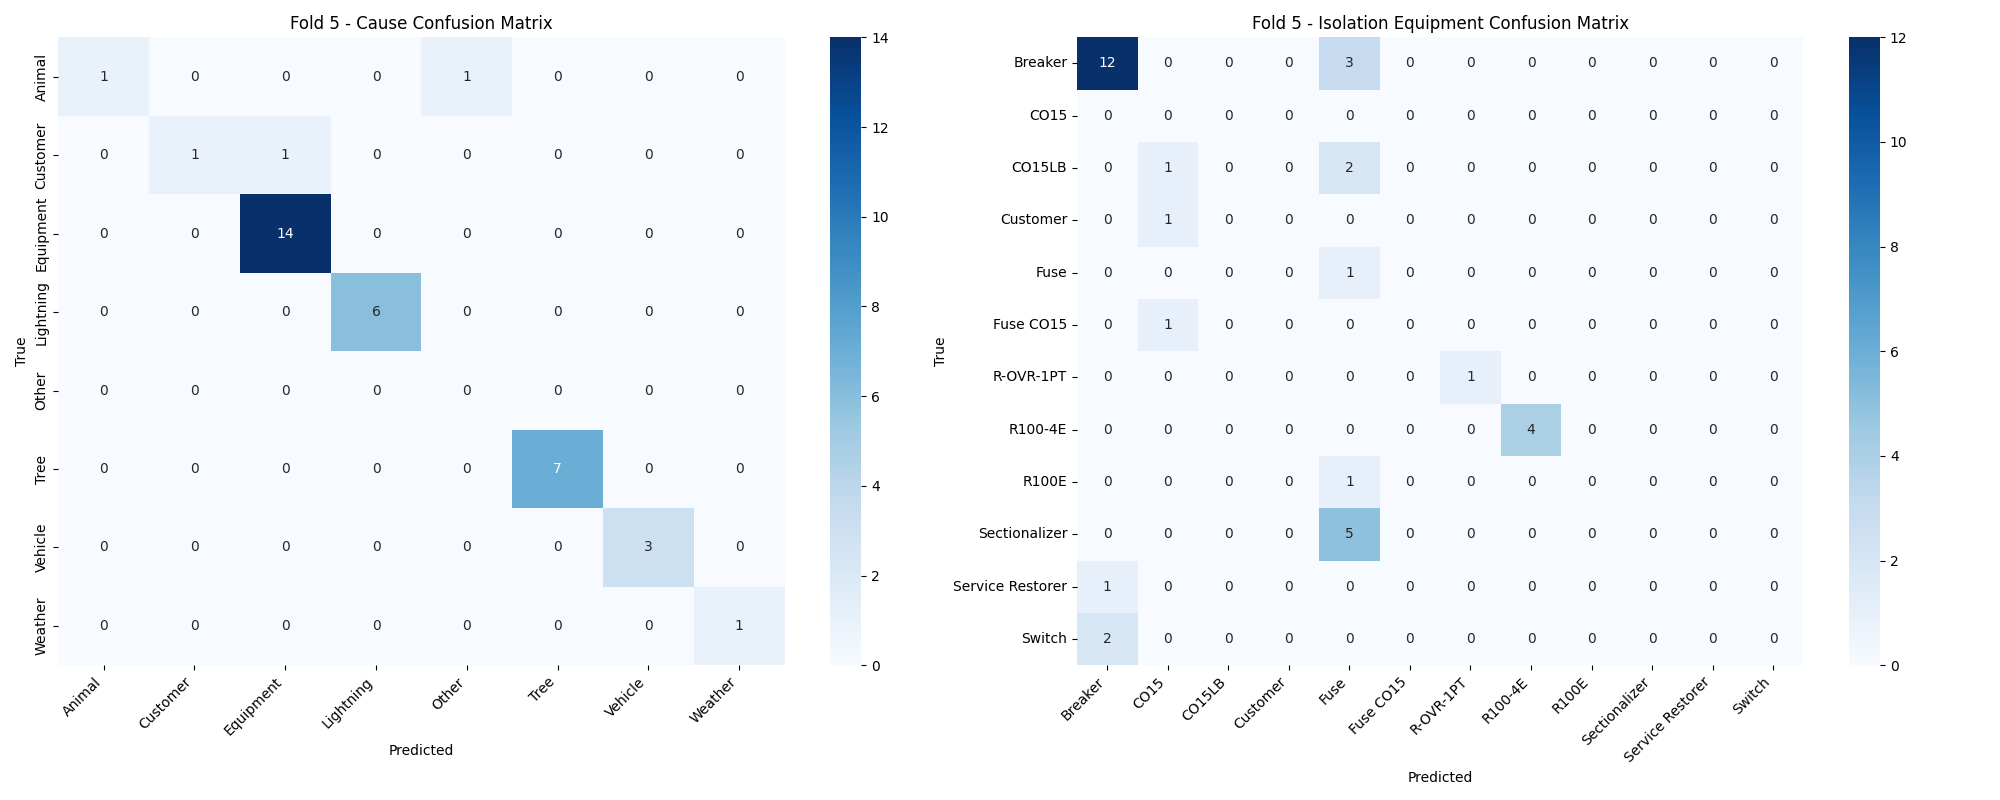 Fold 5 - Cause Confusion Matrix
True
Animal 1 0 0 0 1 0 0 0
Customer 0 1 1 0 0 0 0 0
Equipment 0 0 14 0 0 0 0 0
Lightning 0 0 0 6 0 0 0 0
Other 0 0 0 0 0 0 0 0
Tree 0 0 0 0 0 7 0 0
Vehicle 0 0 0 0 0 0 3 0
Weather 0 0 0 0 0 0 0 1
Animal Customer Equipment Lightning Other Tree Vehicle Weather
Predicted
14
12
10
8
6
4
2
0
Fold 5 - Isolation Equipment Confusion Matrix
True
Breaker 12 0 0 0 3 0 0 0 0 0 0 0
CO15 0 0 0 0 0 0 0 0 0 0 0 0
CO15LB 0 1 0 0 2 0 0 0 0 0 0 0
Customer 0 1 0 0 0 0 0 0 0 0 0 0
Fuse 0 0 0 0 1 0 0 0 0 0 0 0
Fuse CO15 0 1 0 0 0 0 0 0 0 0 0 0
R-OVR-1PT 0 0 0 0 0 0 1 0 0 0 0 0
R100-4E 0 0 0 0 0 0 0 4 0 0 0 0
R100E 0 0 0 0 1 0 0 0 0 0 0 0
Sectionalizer 0 0 0 0 5 0 0 0 0 0 0 0
Service Restorer 1 0 0 0 0 0 0 0 0 0 0 0
Switch 2 0 0 0 0 0 0 0 0 0 0 0
Breaker CO15 CO15LB Customer Fuse Fuse CO15 R-OVR-1PT R100-4E R100E Sectionalizer Service Restorer Switch
Predicted
12
10
8
6
4
2
0